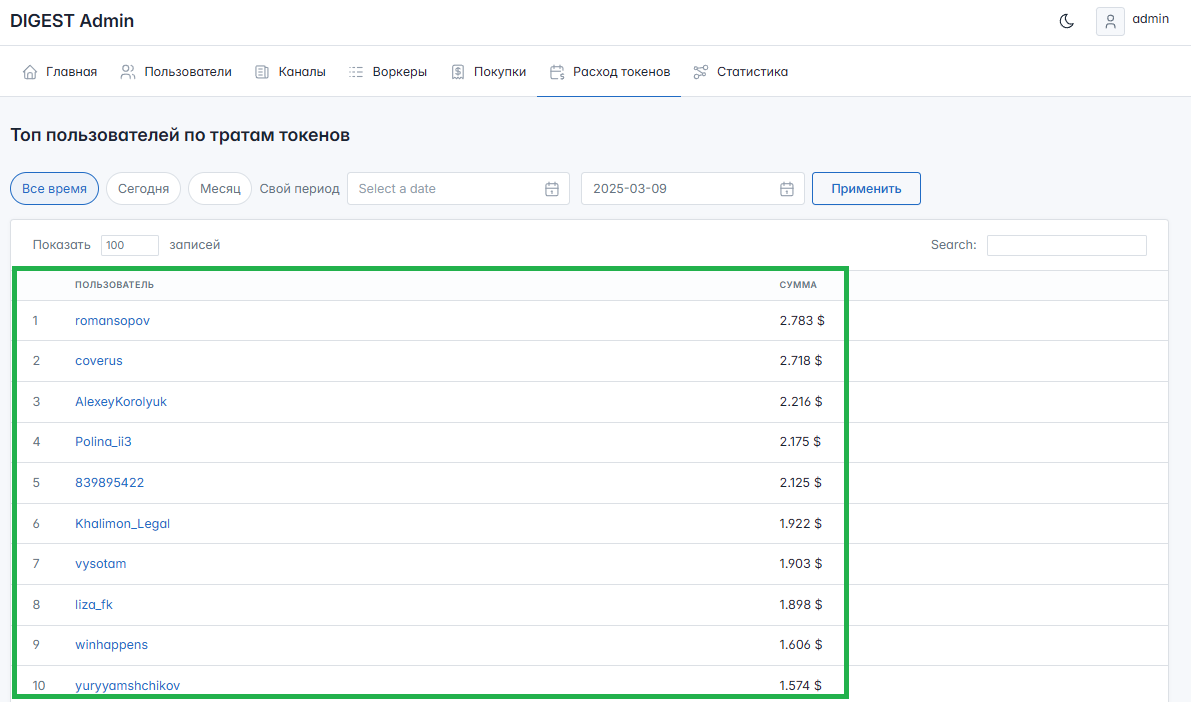 DIGEST Admin
admin
Главная Пользователи Каналы Воркеры Покупки Расход токенов Статистика
Топ пользователей по тратам токенов
Все время Сегодня Месяц Свой период Select a date 2025-03-09 Применить
Показать 100 записей Search:
ПОЛЬЗОВАТЕЛЬ СУММА
1 romansopov 2.783 $
2 coverus 2.718 $
3 AlexeyKorolyuk 2.216 $
4 Polina_ii3 2.175 $
5 839895422 2.125 $
6 Khalimon_Legal 1.922 $
7 vysotam 1.903 $
8 liza_fk 1.898 $
9 winhappens 1.606 $
10 yuryyamshchikov 1.574 $